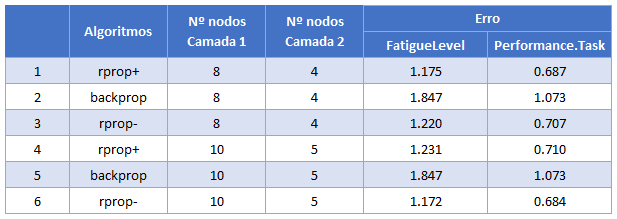 Algoritmos Nº nodos Camada 1 Nº nodos Camada 2 Erro
FatigueLevel Performance.Task
1 rprop+ 8 4 1.175 0.687
2 backprop 8 4 1.847 1.073
3 rprop- 8 4 1.220 0.707
4 rprop+ 10 5 1.231 0.710
5 backprop 10 5 1.847 1.073
6 rprop- 10 5 1.172 0.684